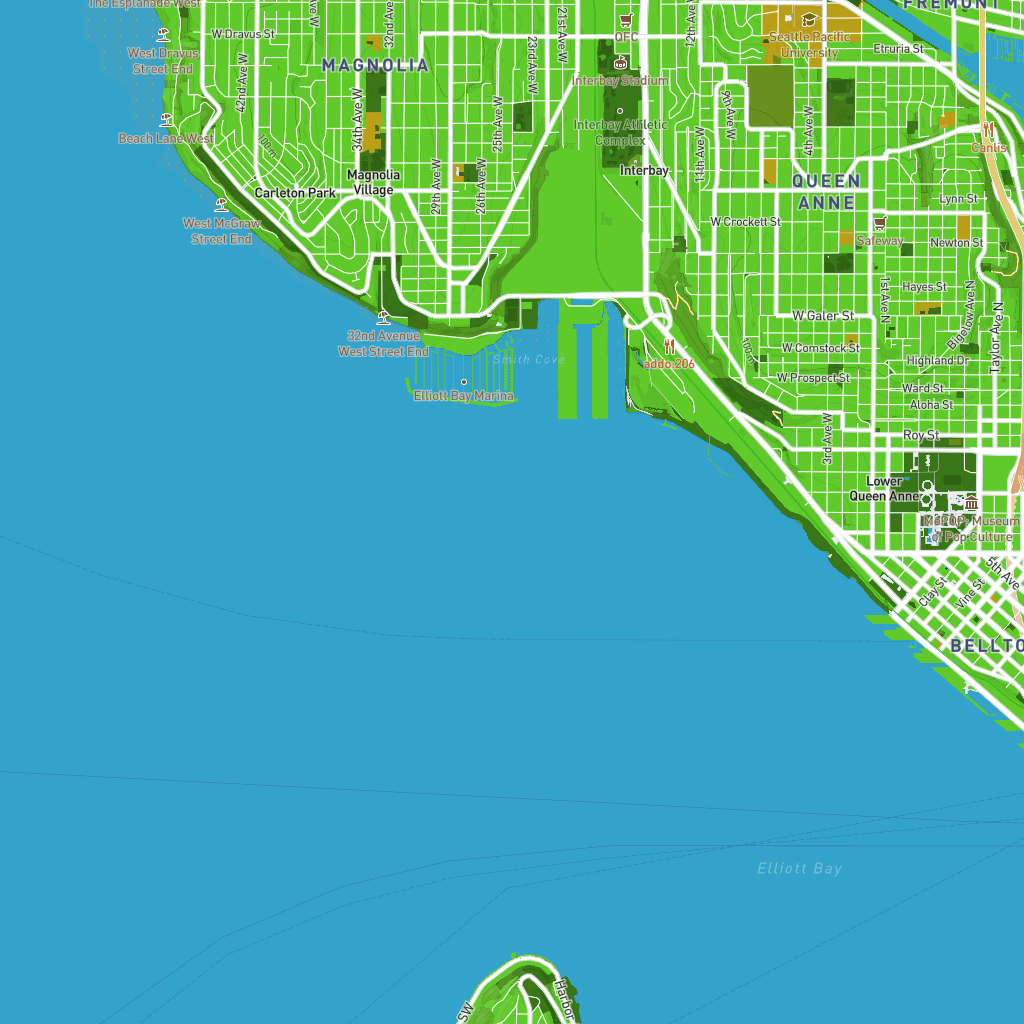 The Esplanade West
FREMONT
W Dravus St
32nd Ave W
21st Ave W
12th Ave W
QFC
Seattle Pacific
University
Etruria St
West Dravus
Street End
MAGNOLIA
23rd Ave W
Interbay Stadium
42nd Ave W
34th Ave W
25th Ave W
9th Ave W
4th Ave W
Beach Lane West
100 m
Interbay Athletic
Complex
11th Ave W
Canlis
Magnolia
Village
Carleton Park
29th Ave W
26th Ave W
Interbay
QUEEN
ANNE
Lynn St
West McGraw
Street End
W Crockett St
Safeway
Newton St
1st Ave N
Hayes St
Bigelow Ave N
Taylor Ave N
32nd Avenue
West Street End
W Galer St
Smith Cove
addo:206
100 m
W Comstock St
Highland Dr
W Prospect St
Ward St
Elliott Bay Marina
Aloha St
3rd Ave W
Roy St
Lower
Queen Anne
MoPOP, Museum
of Pop Culture
5th Ave
Clay St
Vine St
BELLTO
Elliott Bay
SW
Harbor